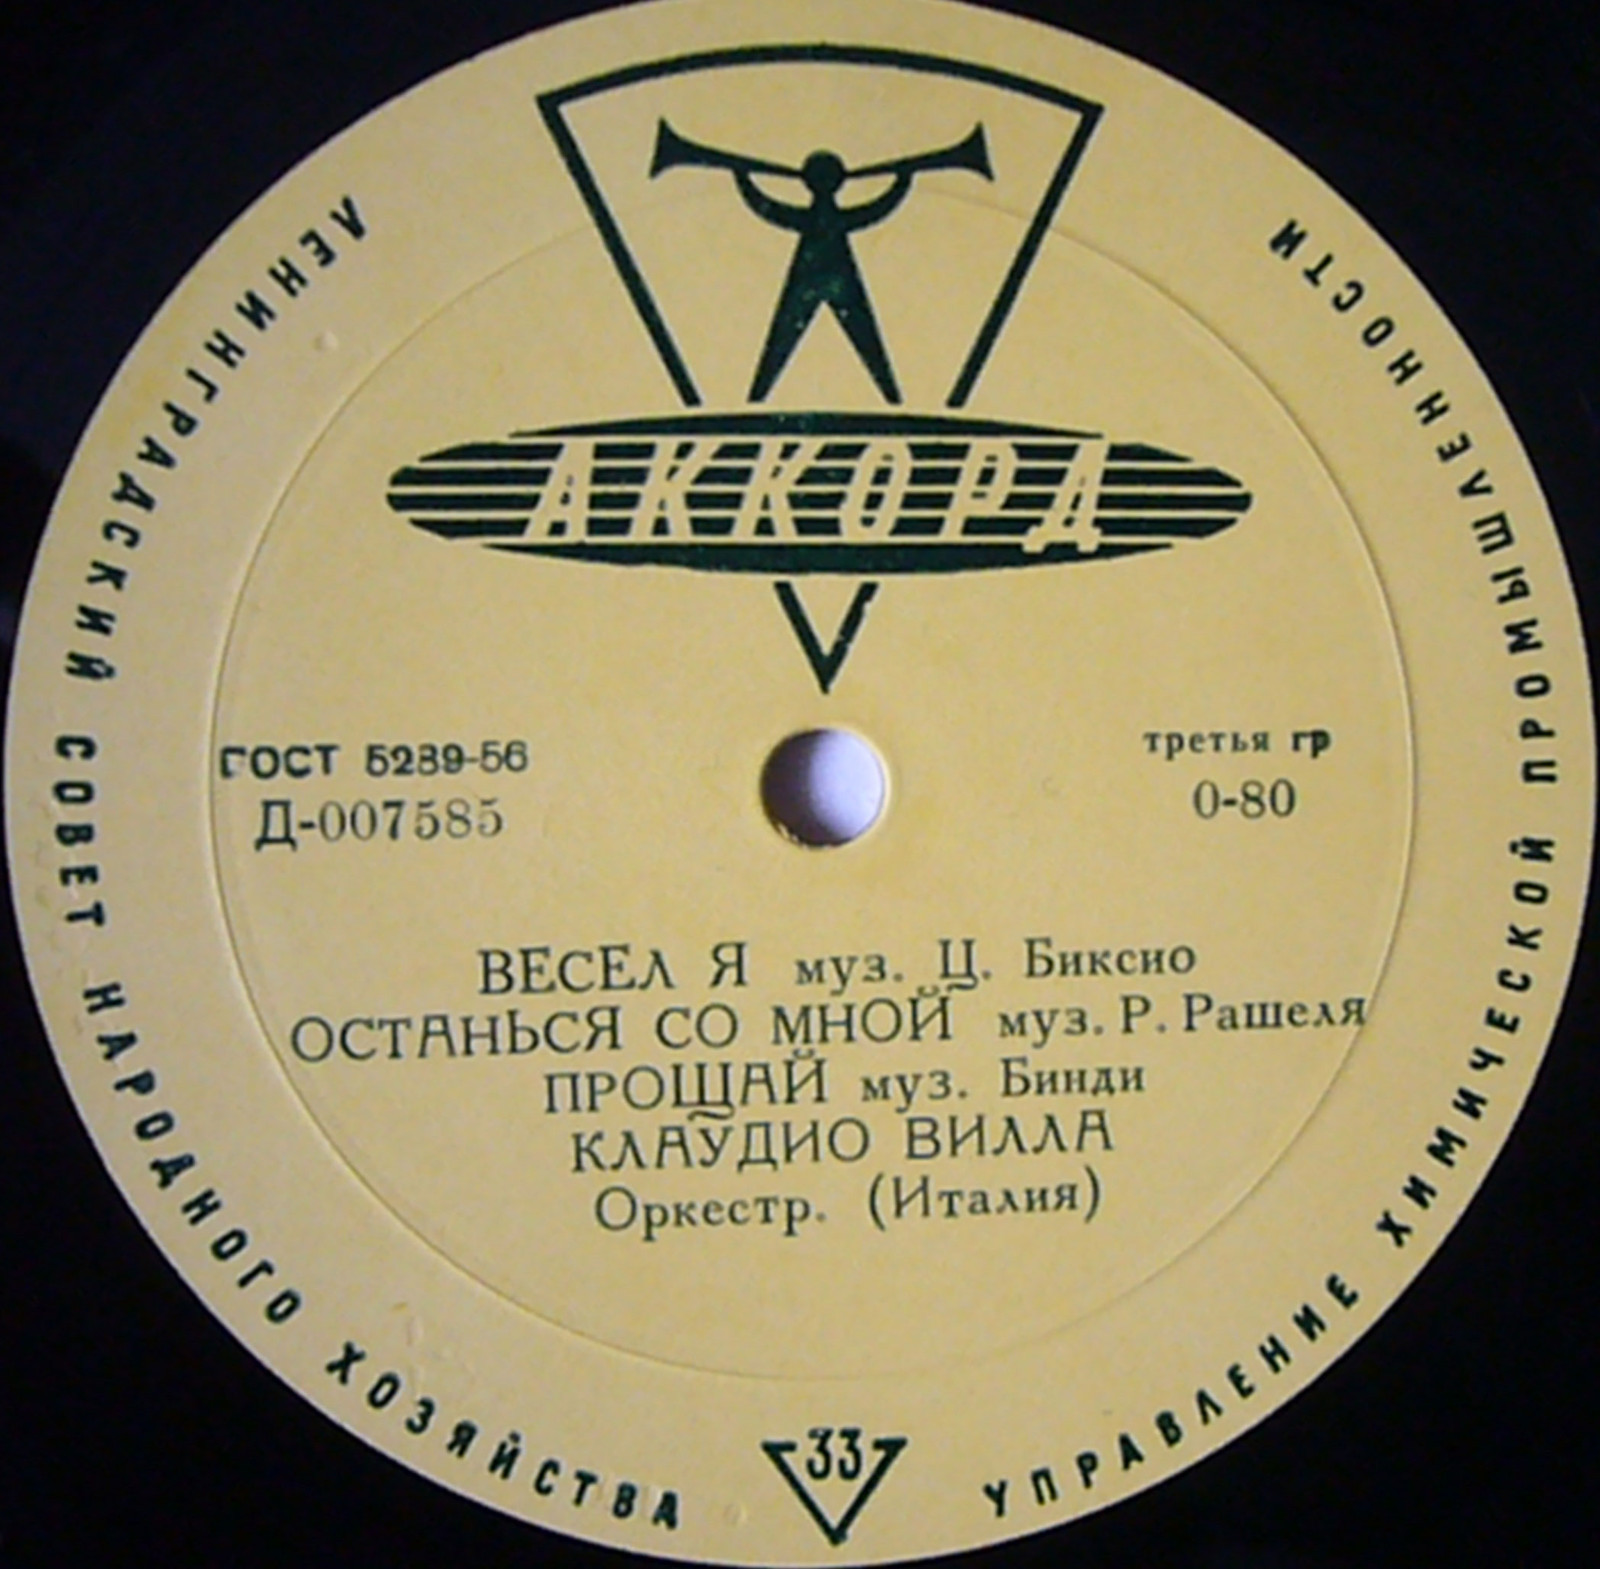 ЛЕНИНГРАДСКИЙ СОВЕТ НАРОДНОГО ХОЗЯЙСТВА
УПРАВЛЕНИЕ ХИМИЧЕСКОЙ ПРОМЫШЛЕННОСТИ
АККОРД
ГОСТ 5289-56
Д-007585
третья гр
0-80
ВЕСЕЛ Я муз. Ц. Биксио
ОСТАНЬСЯ СО МНОЙ муз. Р. Рашеля
ПРОЩАЙ муз. Бинди
КЛАУДИО ВИЛЛА
Оркестр. (Италия)
33